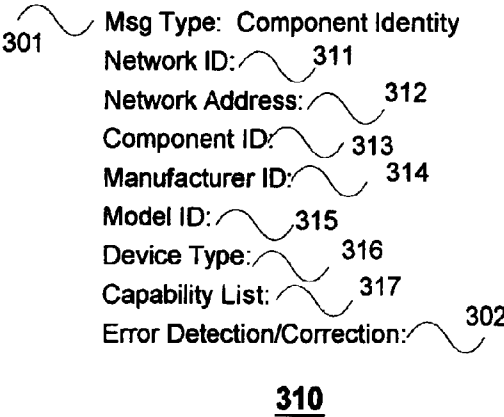 301 Msg Type: Component Identity
Network ID: 311
Network Address: 312
Component ID: 313
Manufacturer ID: 314
Model ID: 315
Device Type: 316
Capability List: 317
Error Detection/Correction: 302
310